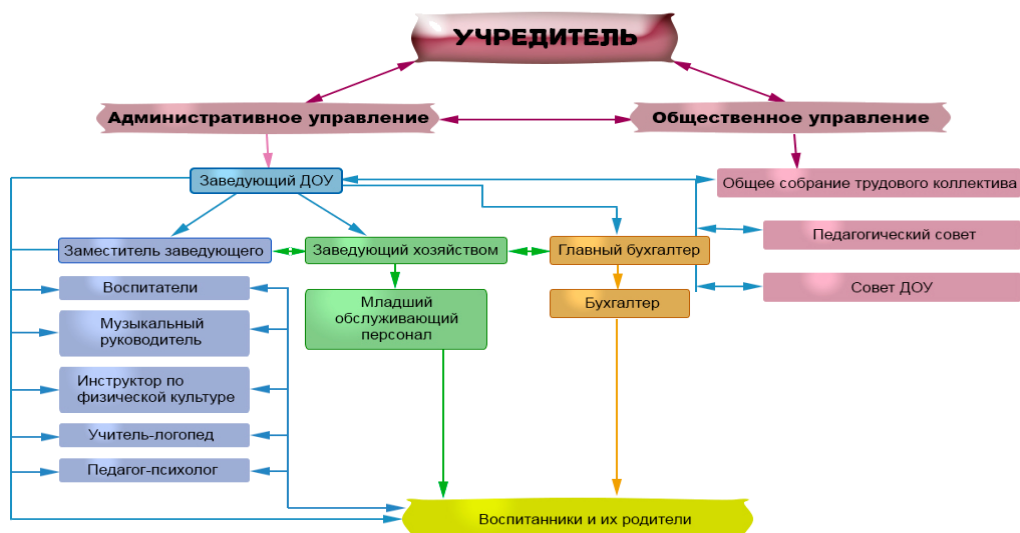 УЧРЕДИТЕЛЬ
Административное управление
Общественное управление
Заведующий ДОУ
Общее собрание трудового коллектива
Заместитель заведующего
Заведующий хозяйством
Главный бухгалтер
Педагогический совет
Воспитатели
Младший
обслуживающий
персонал
Бухгалтер
Совет ДОУ
Музыкальный
руководитель
Инструктор по
физической культуре
Учитель-логопед
Педагог-психолог
Воспитанники и их родители